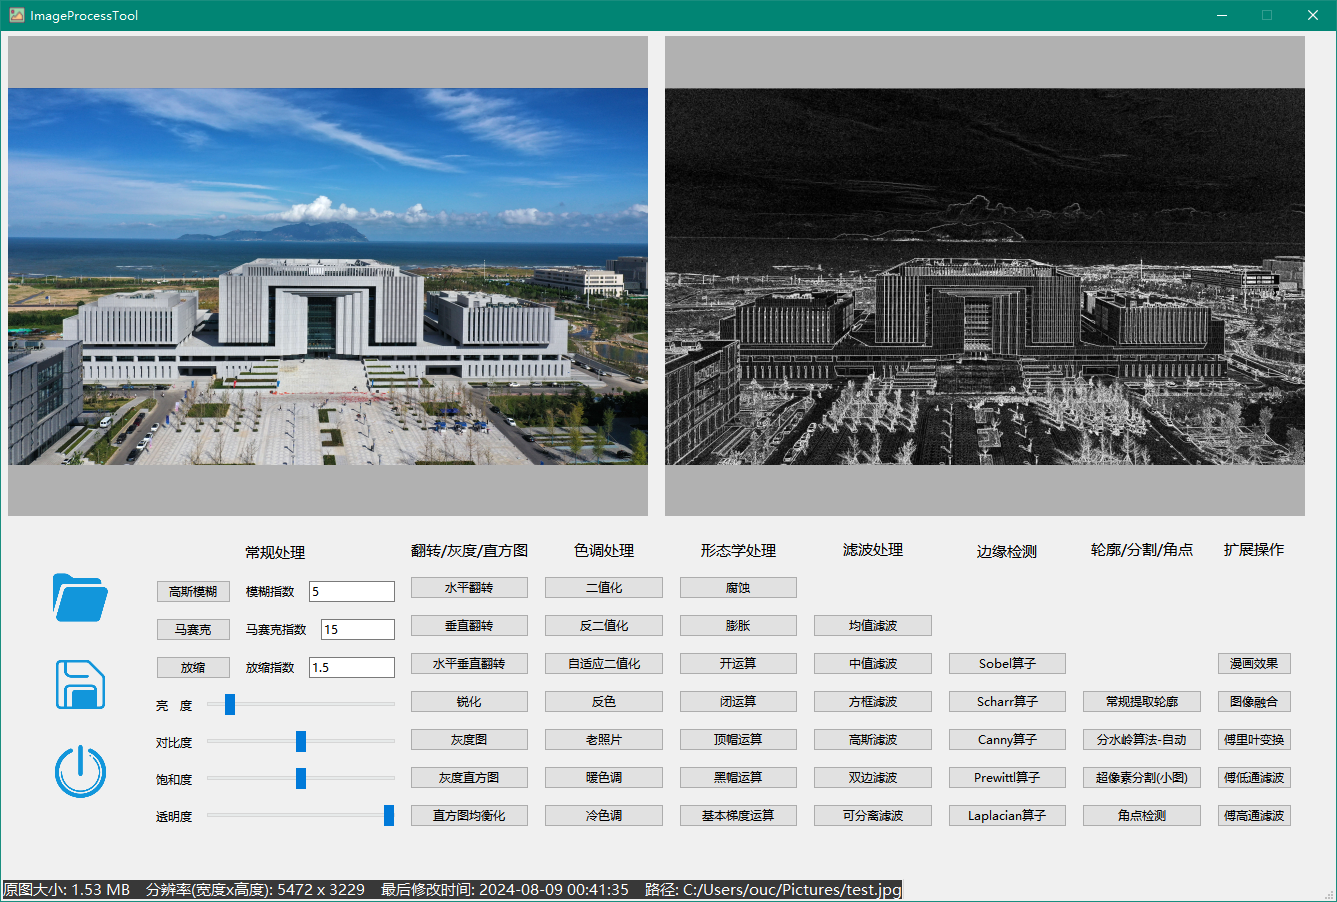 ImageProcessTool
常规处理
翻转/灰度/直方图
色调处理
形态学处理
滤波处理
边缘检测
轮廓/分割/角点
扩展操作
高斯模糊 模糊指数 5
水平翻转
二值化
腐蚀
马赛克 马赛克指数 15
垂直翻转
反二值化
膨胀
均值滤波
放缩 放缩指数 1.5
水平垂直翻转
自适应二值化
开运算
中值滤波
Sobel算子
漫画效果
亮 度
锐化
反色
闭运算
方框滤波
Scharr算子
常规提取轮廓
图像融合
对比度
灰度图
老照片
顶帽运算
高斯滤波
Canny算子
分水岭算法-自动
傅里叶变换
饱和度
灰度直方图
暖色调
黑帽运算
双边滤波
Prewittl算子
超像素分割(小图)
傅低通滤波
透明度
直方图均衡化
冷色调
基本梯度运算
可分离滤波
Laplacian算子
角点检测
傅高通滤波
原图大小: 1.53 MB 分辨率(宽度x高度): 5472 x 3229 最后修改时间: 2024-08-09 00:41:35 路径: C:/Users/ouc/Pictures/test.jpg